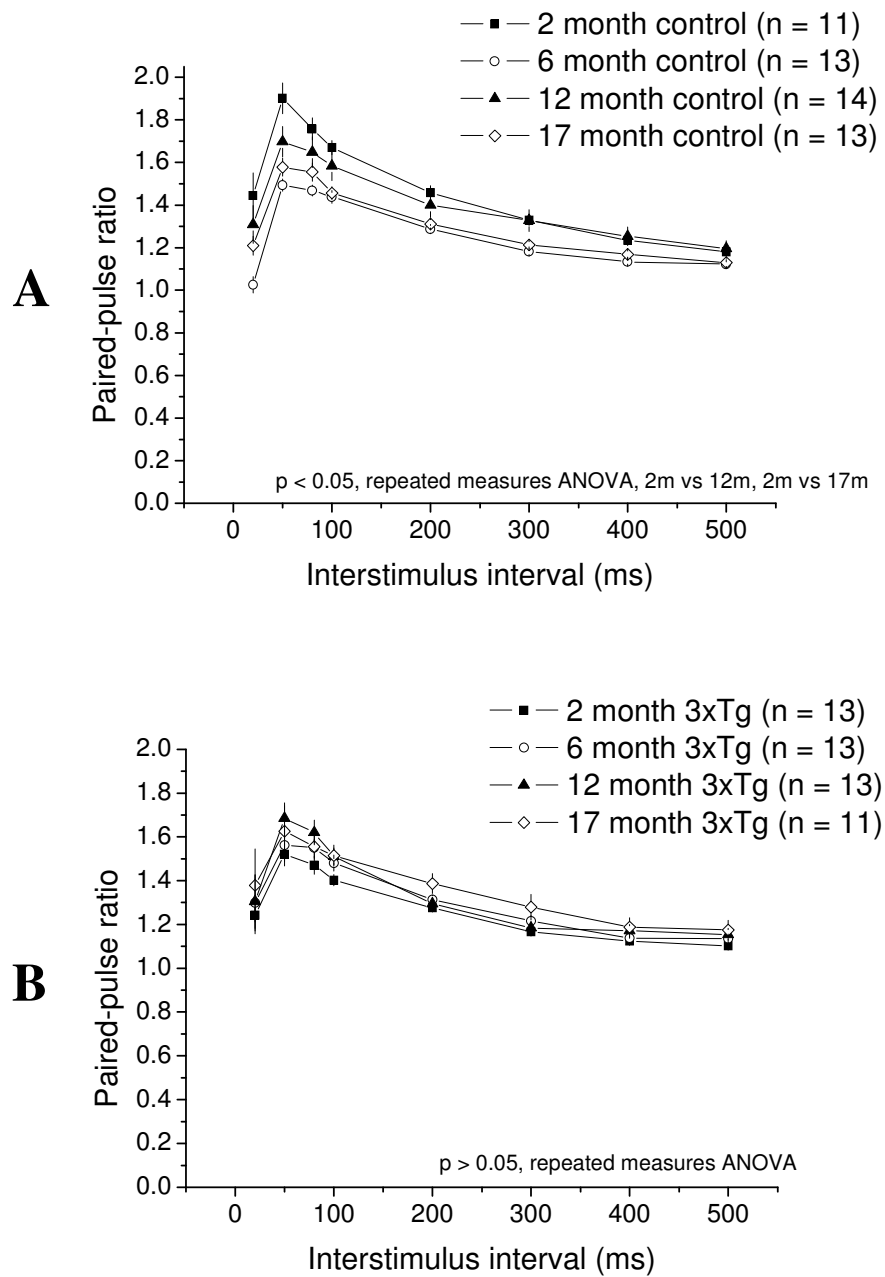 2 month control (n = 11)
6 month control (n = 13)
12 month control (n = 14)
17 month control (n = 13)
A
Paired-pulse ratio
2.0
1.8
1.6
1.4
1.2
1.0
0.8
0.6
0.4
0.2
0.0
p < 0.05, repeated measures ANOVA, 2m vs 12m, 2m vs 17m
0 100 200 300 400 500
Interstimulus interval (ms)
2 month 3xTg (n = 13)
6 month 3xTg (n = 13)
12 month 3xTg (n = 13)
17 month 3xTg (n = 11)
B
Paired-pulse ratio
2.0
1.8
1.6
1.4
1.2
1.0
0.8
0.6
0.4
0.2
0.0
p > 0.05, repeated measures ANOVA
0 100 200 300 400 500
Interstimulus interval (ms)